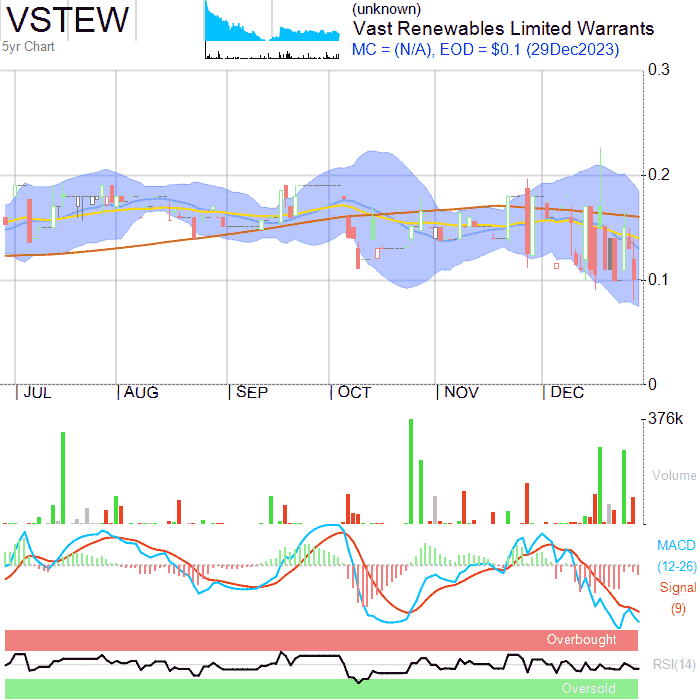 VSTEW
5yr Chart
(unknown)
Vast Renewables Limited Warrants
MC = (N/A), EOD = $0.1 (29Dec2023)
0.3
0.2
0.1
0
JUL AUG SEP OCT NOV DEC
376k
Volume
MACD
(12-26)
Signal
(9)
Overbought
RSI(14)
Oversold